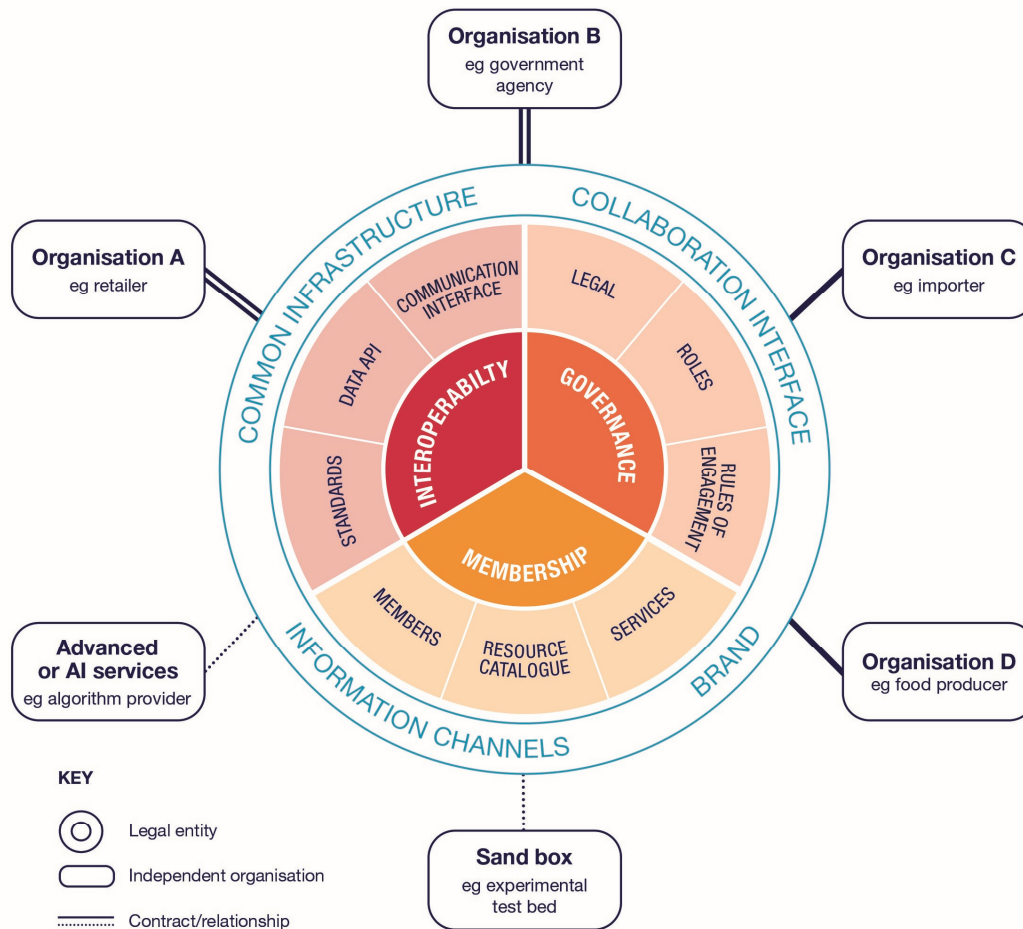 Organisation B
eg government
agency
Organisation A
eg retailer
Organisation C
eg importer
COMMON INFRASTRUCTURE
COLLABORATION INTERFACE
COMMUNICATION
INTERFACE
LEGAL
DATA API
ROLES
STANDARDS
RULES OF
ENGAGEMENT
INTEROPERABILTY
GOVERNANCE
MEMBERSHIP
MEMBERS
RESOURCE
CATALOGUE
SERVICES
INFORMATION CHANNELS
BRAND
Advanced
or AI services
eg algorithm provider
Organisation D
eg food producer
Sand box
eg experimental
test bed
KEY
Legal entity
Independent organisation
Contract/relationship